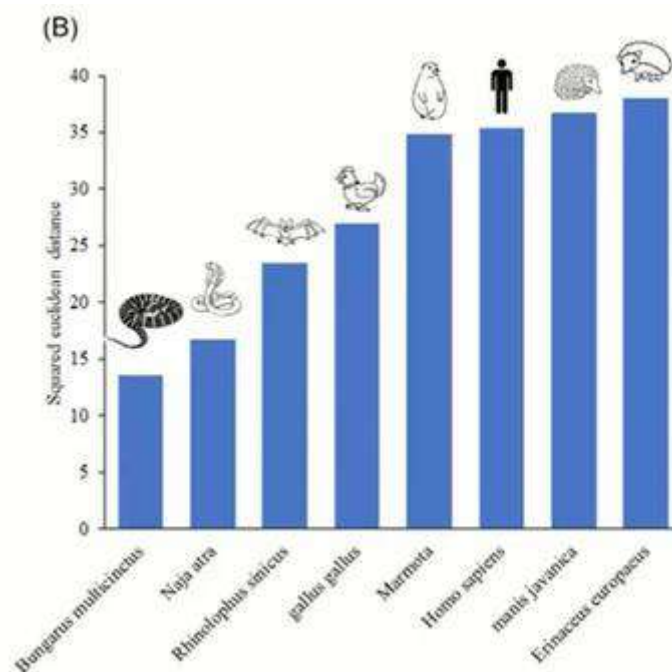 (B)
Squared euclidean distance
40
35
30
25
20
15
10
5
0
Bungarus multicinctus
Naja atra
Rhinolophus sinicus
gallus gallus
Marmota
Homo sapiens
manis javanica
Erinaceus europaeus